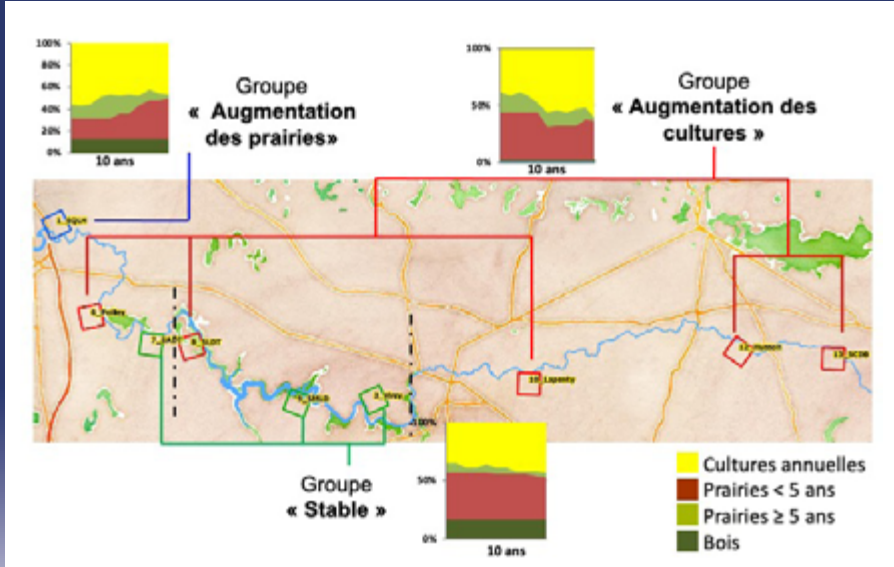 100%
80%
60%
40%
20%
0%
10 ans
Groupe
« Augmentation
des prairies»
100%
50%
0%
10 ans
Groupe
« Augmentation des
cultures »
10_Laponty
100%
50%
0%
10 ans
Groupe
« Stable »
Cultures annuelles
Prairies < 5 ans
Prairies ≥ 5 ans
Bois